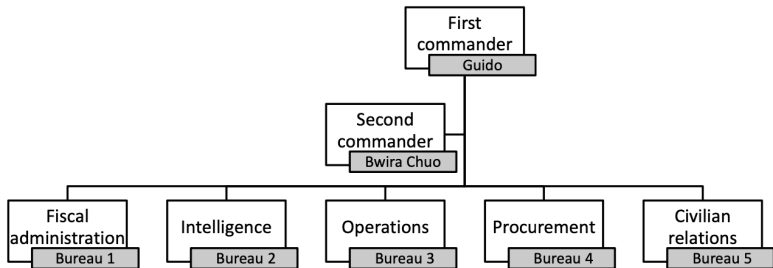 First
commander
Guido
Second
commander
Bwira Chuo
Fiscal
administration
Bureau 1
Intelligence
Bureau 2
Operations
Bureau 3
Procurement
Bureau 4
Civilian
relations
Bureau 5